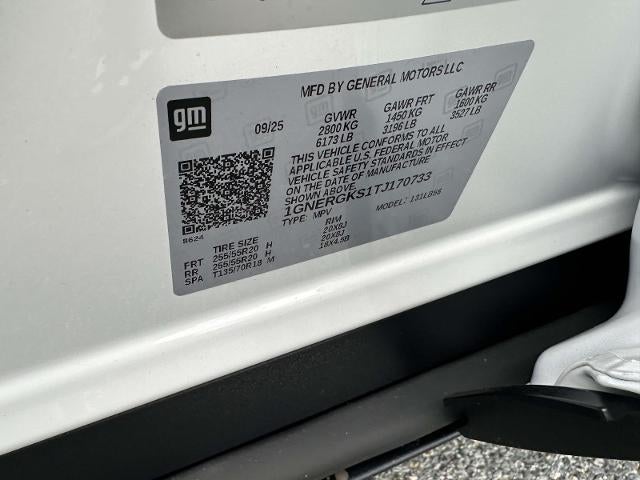 MFD BY GENERAL MOTORS LLC
gm
09/25
GVWR GAWR FRT GAWR RR
2800 KG 1450 KG 1600 KG
6173 LB 3196 LB 3527 LB
THIS VEHICLE CONFORMS TO ALL
APPLICABLE U.S. FEDERAL MOTOR
VEHICLE SAFETY STANDARDS IN EFFECT
ON THE DATE OF MANUFACTURE
SHOWN ABOVE.
1GNERGKS1TJ170733
TYPE: MPV MODEL: 131LB56
8624
TIRE SIZE RIM
FRT 255/55R20 H 20X8J
RR 255/55R20 H 20X8J
SPA T135/70R18 M 18X4.5B